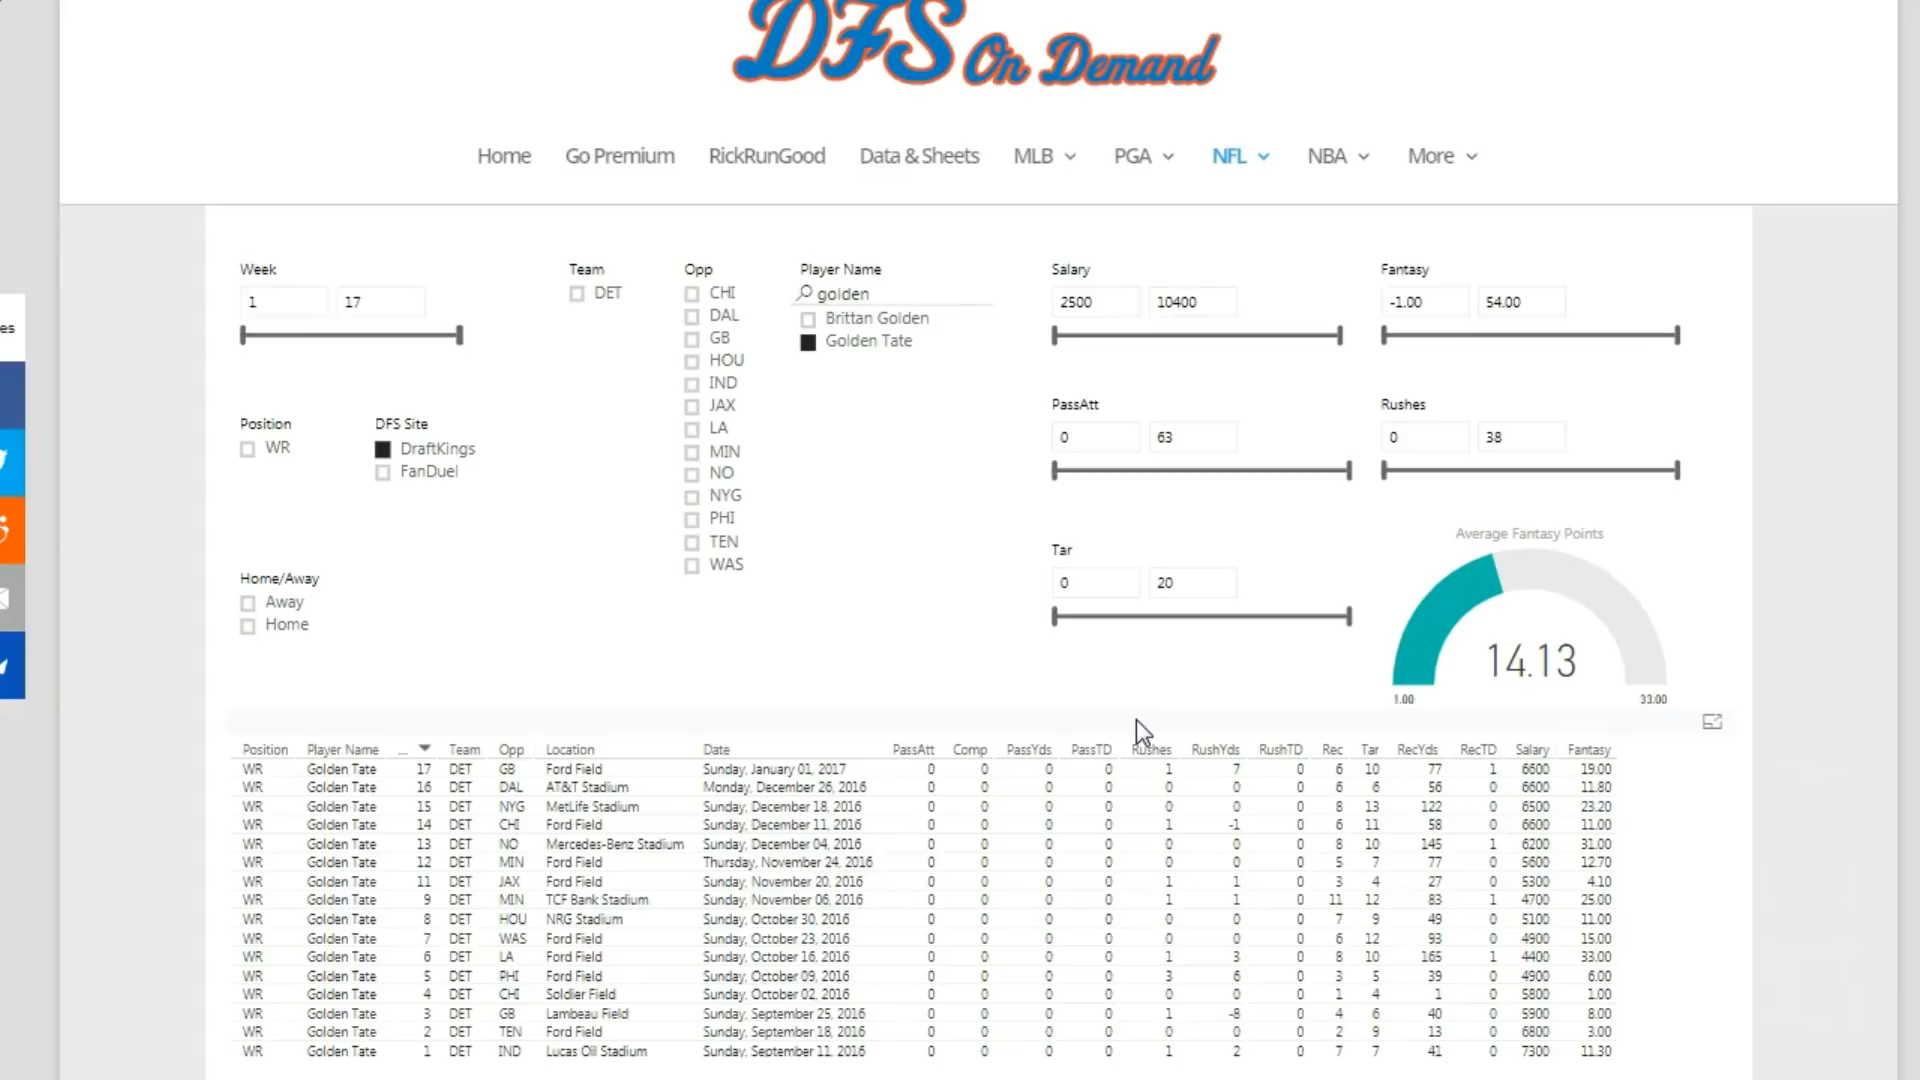 DFS On Demand
Home Go Premium RickRunGood Data & Sheets MLB PGA NFL NBA More
es
Week
1 17
Position
WR
DFS Site
DraftKings
FanDuel
Home/Away
Away
Home
Team
DET
Opp
CHI
DAL
GB
HOU
IND
JAX
LA
MIN
NO
NYG
PHI
TEN
WAS
Player Name
golden
Brittan Golden
Golden Tate
Salary
2500 10400
Fantasy
-1.00 54.00
PassAtt
0 63
Rushes
0 38
Tar
0 20
Average Fantasy Points
14.13
1.00 33.00
Position Player Name ... Team Opp Location Date PassAtt Comp PassYds PassTD Rushes RushYds RushTD Rec Tar RecYds RecTD Salary Fantasy
WR Golden Tate 17 DET GB Ford Field Sunday, January 01, 2017 0 0 0 0 1 7 0 6 10 77 1 6600 19.00
WR Golden Tate 16 DET DAL AT&T Stadium Monday, December 26, 2016 0 0 0 0 0 0 0 6 6 56 0 6600 11.80
WR Golden Tate 15 DET NYG MetLife Stadium Sunday, December 18, 2016 0 0 0 0 0 0 0 8 13 122 0 6500 23.20
WR Golden Tate 14 DET CHI Ford Field Sunday, December 11, 2016 0 0 0 0 1 -1 0 6 11 58 0 6600 11.00
WR Golden Tate 13 DET NO Mercedes-Benz Stadium Sunday, December 04, 2016 0 0 0 0 0 0 0 8 10 145 1 6200 31.00
WR Golden Tate 12 DET MIN Ford Field Thursday, November 24, 2016 0 0 0 0 0 0 0 5 7 77 0 5600 12.70
WR Golden Tate 11 DET JAX Ford Field Sunday, November 20, 2016 0 0 0 0 1 1 0 3 4 27 0 5300 4.10
WR Golden Tate 9 DET MIN TCF Bank Stadium Sunday, November 06, 2016 0 0 0 0 1 1 0 11 12 83 1 4700 25.00
WR Golden Tate 8 DET HOU NRG Stadium Sunday, October 30, 2016 0 0 0 0 0 0 0 7 9 49 0 5100 11.00
WR Golden Tate 7 DET WAS Ford Field Sunday, October 23, 2016 0 0 0 0 0 0 0 6 12 93 0 4900 15.00
WR Golden Tate 6 DET LA Ford Field Sunday, October 16, 2016 0 0 0 0 1 3 0 8 10 165 1 4400 33.00
WR Golden Tate 5 DET PHI Ford Field Sunday, October 09, 2016 0 0 0 0 3 6 0 3 5 39 0 4900 6.00
WR Golden Tate 4 DET CHI Soldier Field Sunday, October 02, 2016 0 0 0 0 0 0 0 1 4 1 0 5800 1.00
WR Golden Tate 3 DET GB Lambeau Field Sunday, September 25, 2016 0 0 0 0 1 -8 0 4 6 40 0 5900 8.00
WR Golden Tate 2 DET TEN Ford Field Sunday, September 18, 2016 0 0 0 0 0 0 0 2 9 13 0 6800 3.00
WR Golden Tate 1 DET IND Lucas Oil Stadium Sunday, September 11, 2016 0 0 0 0 1 2 0 7 7 41 0 7300 11.30